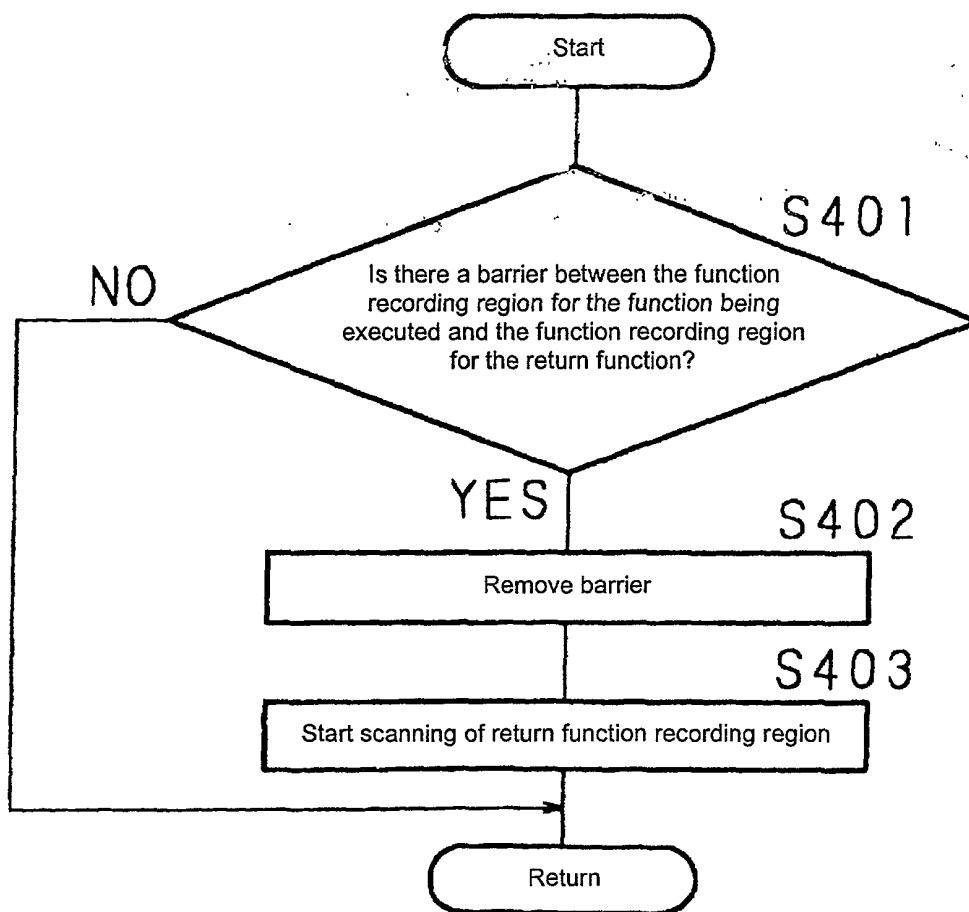 Start
S401
Is there a barrier between the function
recording region for the function being
executed and the function recording region
for the return function?
NO
YES
S402
Remove barrier
S403
Start scanning of return function recording region
Return